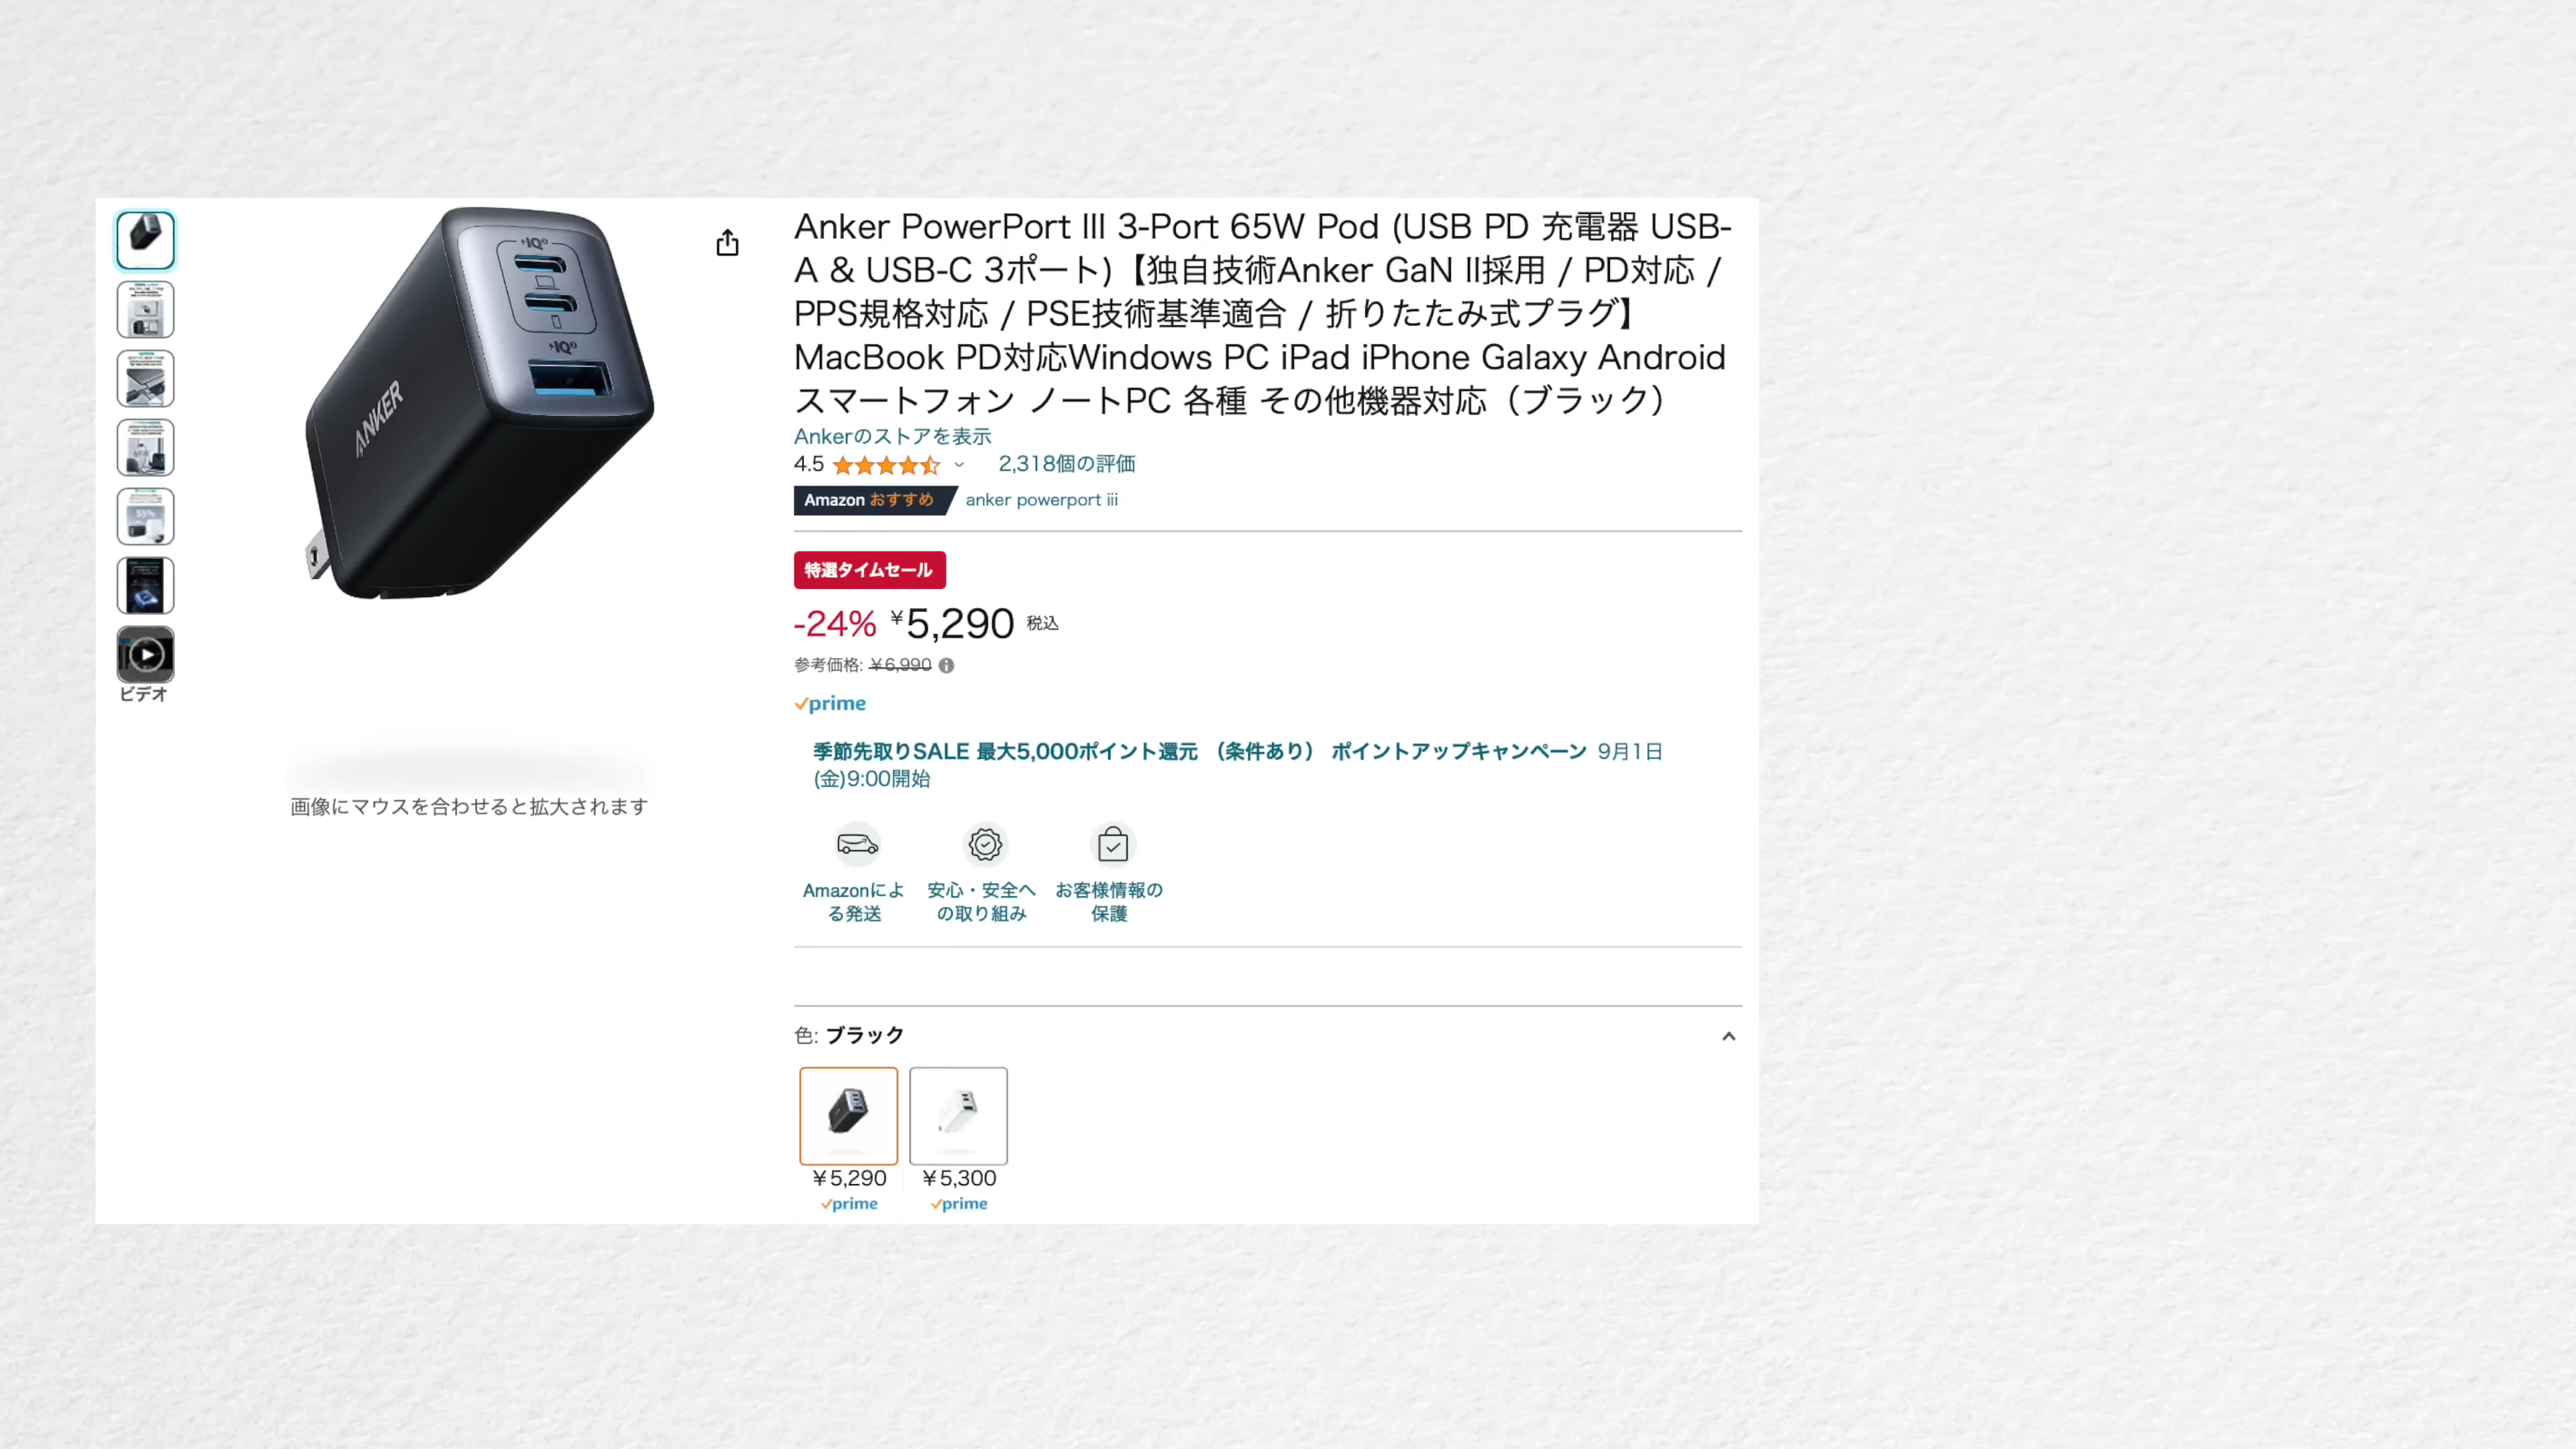 Anker PowerPort III 3-Port 65W Pod (USB PD 充電器 USB-
A & USB-C 3ポート)【独自技術Anker GaN II採用 / PD対応 /
PPS規格対応 / PSE技術基準適合 / 折りたたみ式プラグ】
MacBook PD対応Windows PC iPad iPhone Galaxy Android
スマートフォン ノートPC 各種 その他機器対応（ブラック）
Ankerのストアを表示
4.5 2,318個の評価
Amazon おすすめ anker powerport iii
特選タイムセール
-24% ¥5,290 税込
参考価格: ¥6,990
prime
季節先取りSALE 最大5,000ポイント還元 （条件あり） ポイントアップキャンペーン 9月1日
(金)9:00開始
Amazonによ
る発送
安心・安全へ
の取り組み
お客様情報の
保護
色: ブラック
¥5,290 ¥5,300
prime prime
IQ
IQ
ANKER
55%
ビデオ
画像にマウスを合わせると拡大されます